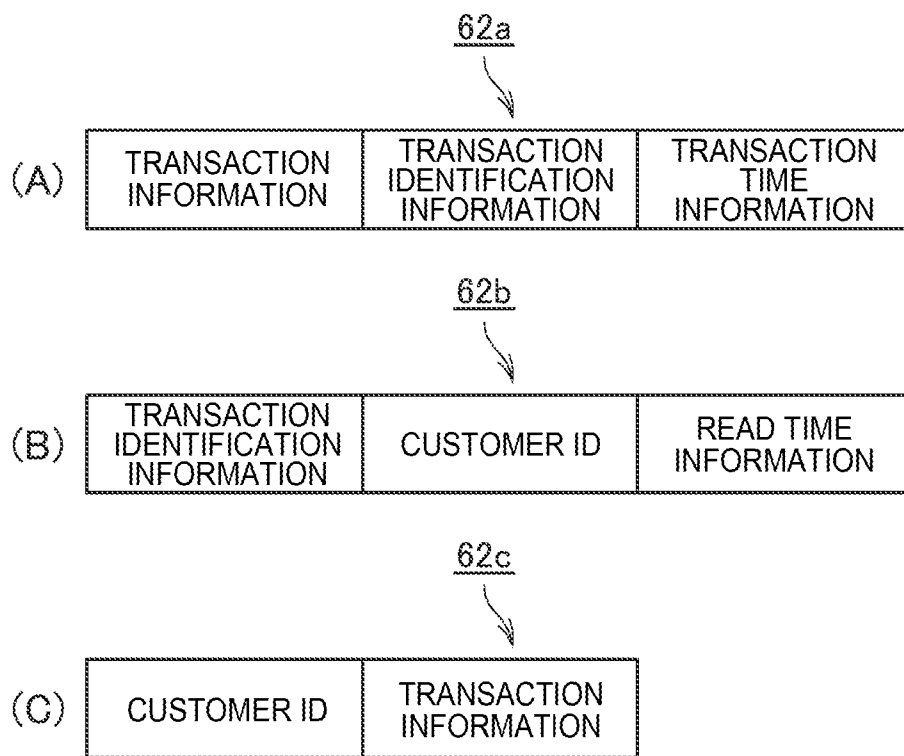 62a
(A)
TRANSACTION
INFORMATION
TRANSACTION
IDENTIFICATION
INFORMATION
TRANSACTION
TIME
INFORMATION
62b
(B)
TRANSACTION
IDENTIFICATION
INFORMATION
CUSTOMER ID
READ TIME
INFORMATION
62c
(C)
CUSTOMER ID
TRANSACTION
INFORMATION